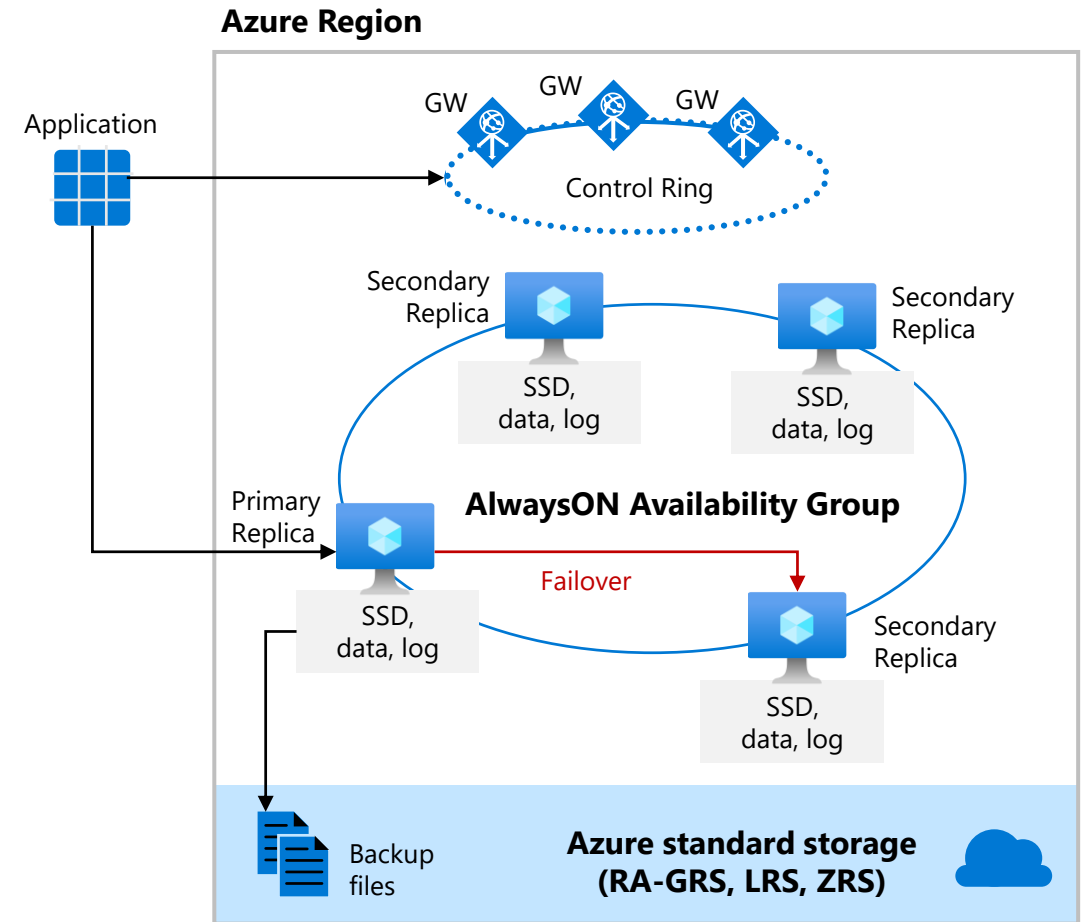 Azure Region
GW
GW
GW
Application
Control Ring
Secondary
Replica
Secondary
Replica
SSD,
data, log
SSD,
data, log
Primary
Replica
AlwaysON Availability Group
Failover
SSD,
data, log
Secondary
Replica
SSD,
data, log
Backup
files
Azure standard storage
(RA-GRS, LRS, ZRS)